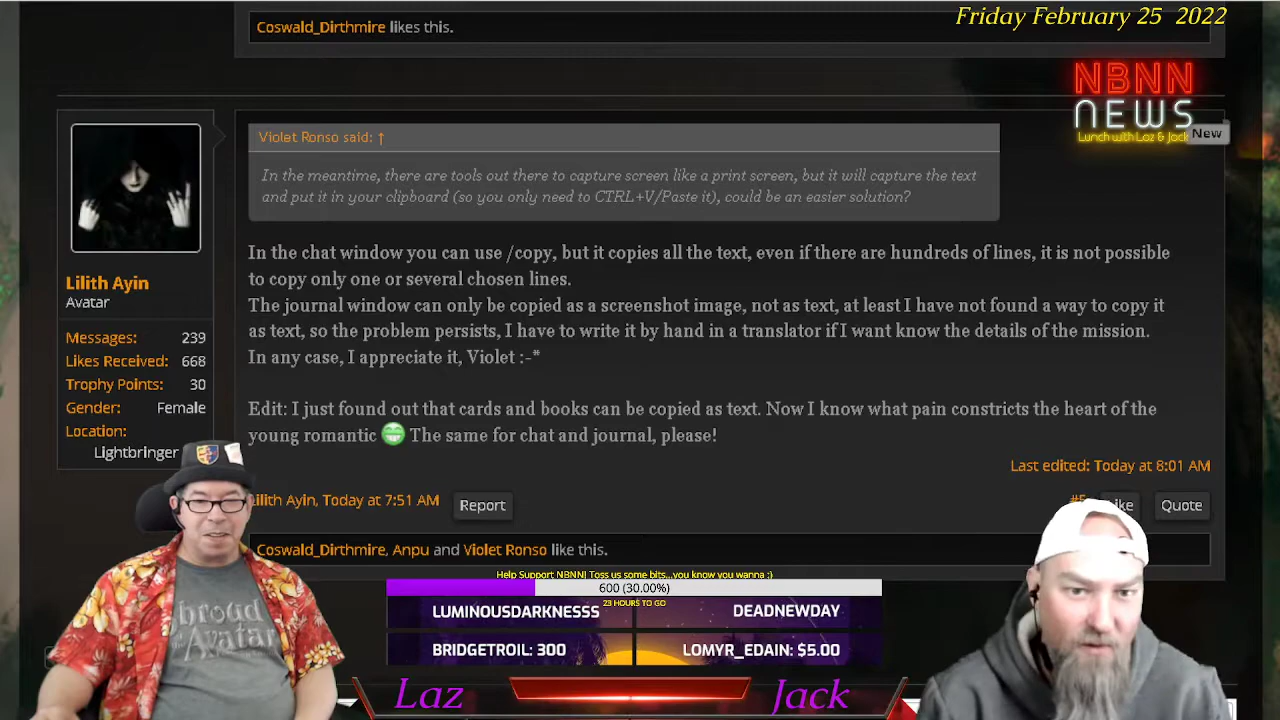 Friday February 25 2022
Coswald_Dirthmire likes this.
NBNN
NEWS
Lunch with Laz & Jack
New
Violet Ronso said: ↑
In the meantime, there are tools out there to capture screen like a print screen, but it will capture the text
and put it in your clipboard (so you only need to CTRL+V/Paste it), could be an easier solution?
In the chat window you can use /copy, but it copies all the text, even if there are hundreds of lines, it is not possible
to copy only one or several chosen lines.
The journal window can only be copied as a screenshot image, not as text, at least I have not found a way to copy it
as text, so the problem persists, I have to write it by hand in a translator if I want know the details of the mission.
In any case, I appreciate it, Violet :-*
Edit: I just found out that cards and books can be copied as text. Now I know what pain constricts the heart of the
young romantic The same for chat and journal, please!
Lilith Ayin
Avatar
Messages: 239
Likes Received: 668
Trophy Points: 30
Gender: Female
Location:
Lightbringer
Last edited: Today at 8:01 AM
Lilith Ayin, Today at 7:51 AM
Report
#5
Like
Quote
Coswald_Dirthmire, Anpu and Violet Ronso like this.
Help Support NBNN! Toss us some bits...you know you wanna :)
600 (30.00%)
23 HOURS TO GO
LUMINOUSDARKNESSS
DEADNEWDAY
BRIDGETROIL: 300
LOMYR_EDAIN: $5.00
Shroud
of the
Avatar
Laz
Jack